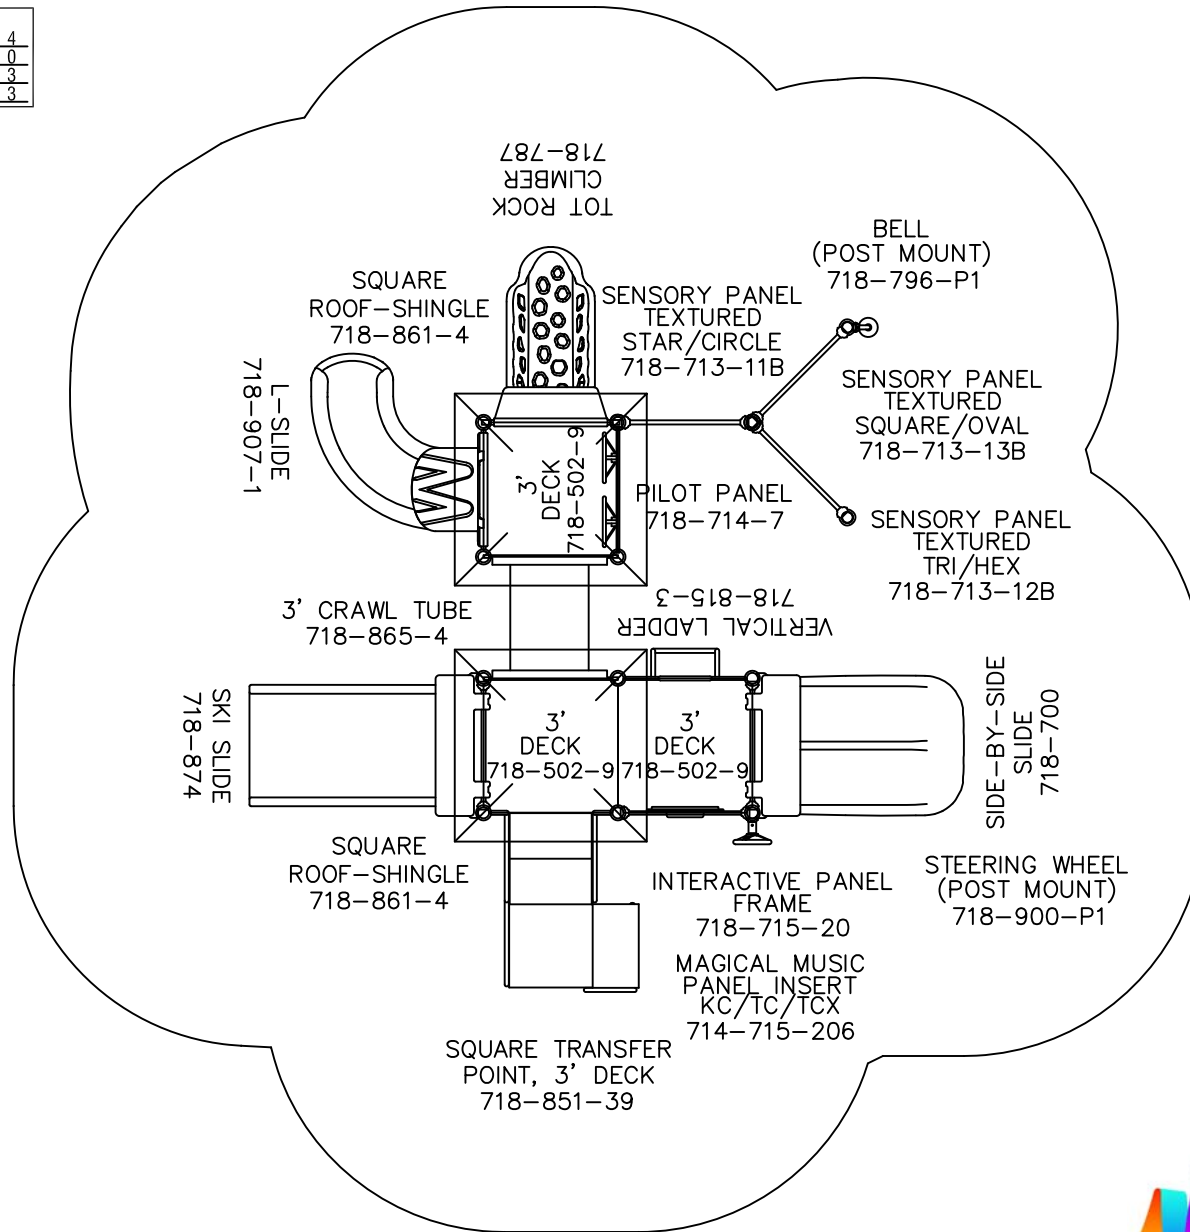 4
0
3
3
718-787
CLIMBER
TOT ROCK
BELL
(POST MOUNT)
718-796-P1
SQUARE
ROOF-SHINGLE
718-861-4
SENSORY PANEL
TEXTURED
STAR/CIRCLE
718-713-11B
L-SLIDE
718-907-1
SENSORY PANEL
TEXTURED
SQUARE/OVAL
718-713-13B
3'
DECK
718-502-9
PILOT PANEL
718-714-7
SENSORY PANEL
TEXTURED
TRI/HEX
718-713-12B
3' CRAWL TUBE
718-865-4
VERTICAL LADDER
718-815-3
SKI SLIDE
718-874
3'
DECK
718-502-9
3'
DECK
718-502-9
SIDE-BY-SIDE
SLIDE
718-700
SQUARE
ROOF-SHINGLE
718-861-4
INTERACTIVE PANEL
FRAME
718-715-20
STEERING WHEEL
(POST MOUNT)
718-900-P1
MAGICAL MUSIC
PANEL INSERT
KC/TC/TCX
714-715-206
SQUARE TRANSFER
POINT, 3' DECK
718-851-39